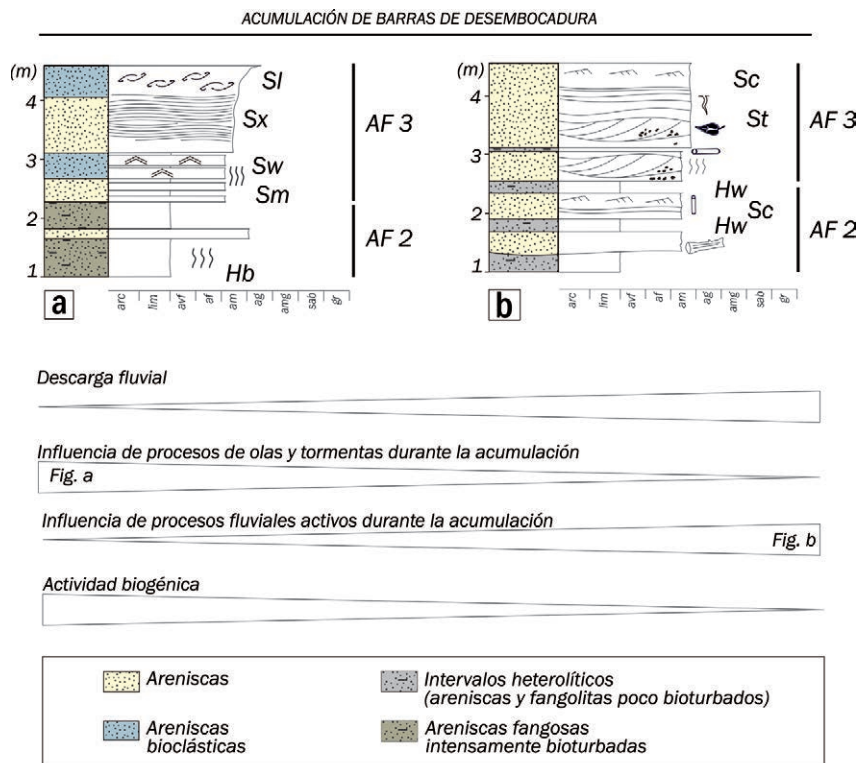 ACUMULACIÓN DE BARRAS DE DESEMBOCADURA
(m)
4
3
2
1
Sl
Sx
Sw
Sm
Hb
AF 3
AF 2
a
arc
lim
avf
af
am
ag
amg
sab
gr
(m)
4
3
2
1
Sc
St
Hw
Sc
Hw
AF 3
AF 2
b
arc
lim
avf
af
am
ag
amg
sab
gr
Descarga fluvial
Influencia de procesos de olas y tormentas durante la acumulación
Fig. a
Influencia de procesos fluviales activos durante la acumulación
Fig. b
Actividad biogénica
Areniscas
Intervalos heterolíticos
(areniscas y fangolitas poco bioturbados)
Areniscas
bioclásticas
Areniscas fangosas
intensamente bioturbadas